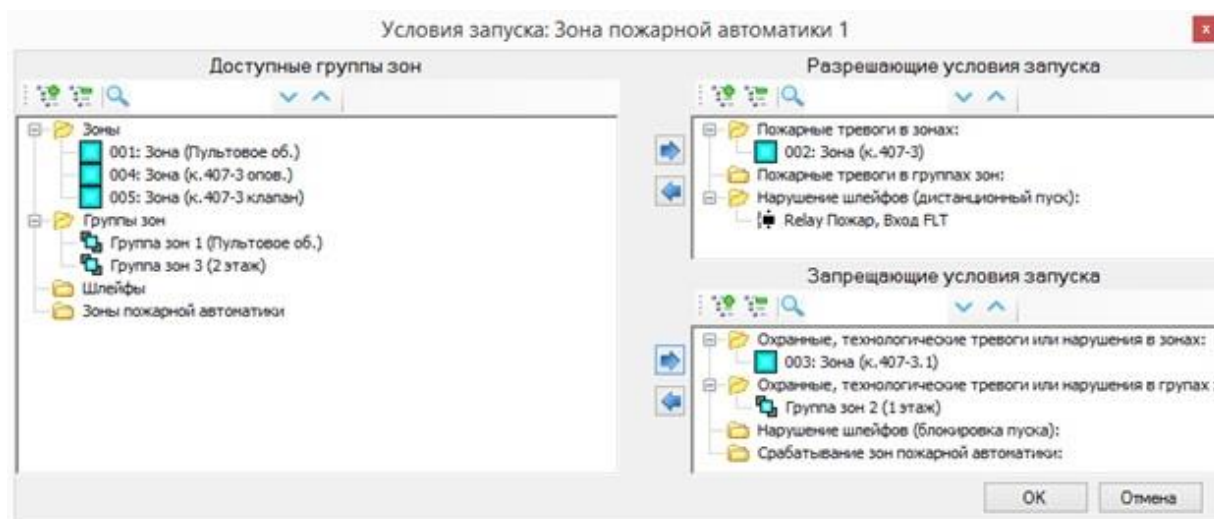 Условия запуска: Зона пожарной автоматики 1
x
Доступные группы зон
Зоны
001: Зона (Пультовое об.)
004: Зона (к.407-3 опов.)
005: Зона (к.407-3 клапан)
Группы зон
Группа зон 1 (Пультовое об.)
Группа зон 3 (2 этаж)
Шлейфы
Зоны пожарной автоматики
Разрешающие условия запуска
Пожарные тревоги в зонах:
002: Зона (к.407-3)
Пожарные тревоги в группах зон:
Нарушение шлейфов (дистанционный пуск):
Relay Пожар, Вход FLT
Запрещающие условия запуска
Охранные, технологические тревоги или нарушения в зонах:
003: Зона (к.407-3.1)
Охранные, технологические тревоги или нарушения в групах
Группа зон 2 (1 этаж)
Нарушение шлейфов (блокировка пуска):
Срабатывание зон пожарной автоматики:
ОК
Отмена